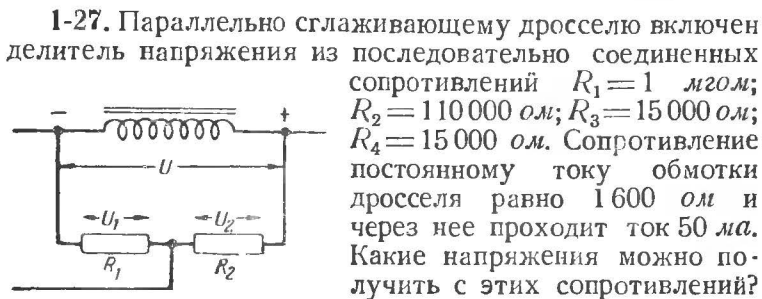 1-27. Параллельно сглаживающему дросселю включен
делитель напряжения из последовательно соединенных
сопротивлений R₁ = 1 мгом;
R₂ = 110 000 ом; R₃ = 15 000 ом;
R₄ = 15 000 ом. Сопротивление
постоянному току обмотки
дросселя равно 1 600 ом и
через нее проходит ток 50 ма.
Какие напряжения можно по-
лучить с этих сопротивлений?
− +
U
U₁ U₂
R₁ R₂